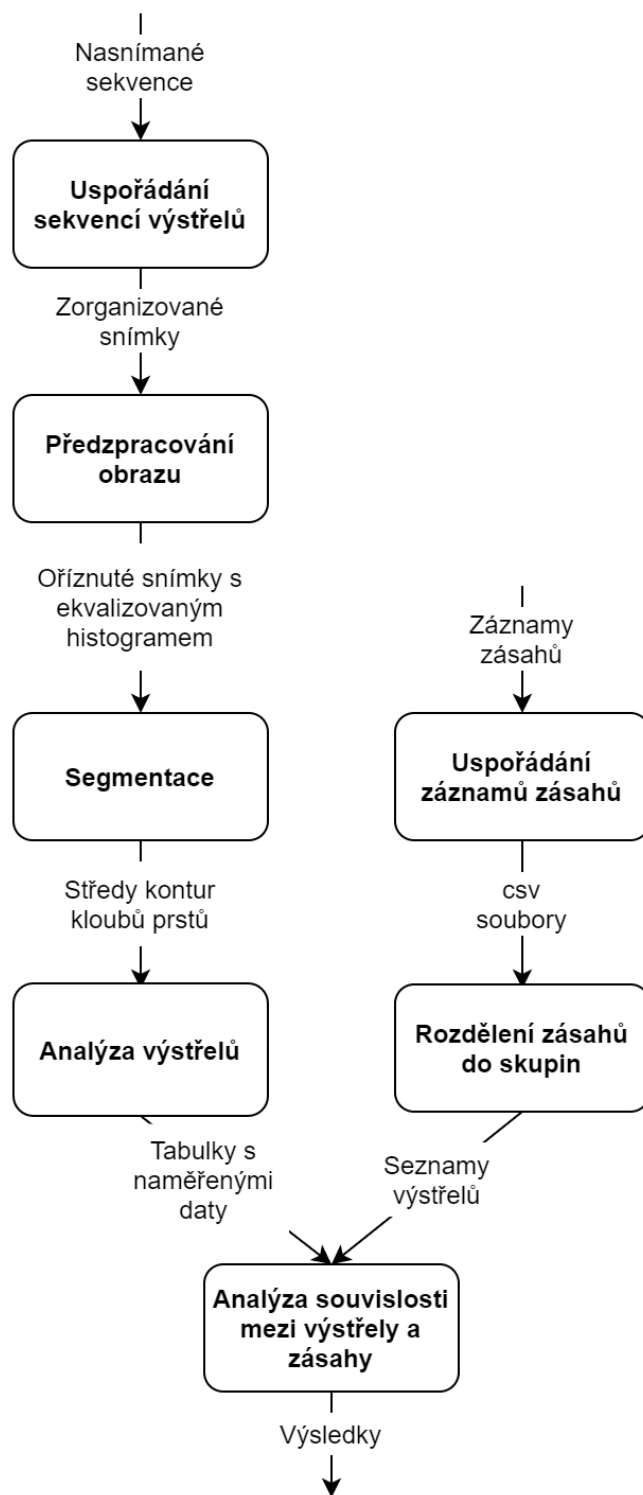 Nasnímané
sekvence
Uspořádání
sekvencí výstřelů
Zorganizované
snímky
Předzpracování
obrazu
Oříznuté snímky s
ekvalizovaným
histogramem
Segmentace
Středy kontur
kloubů prstů
Analýza výstřelů
Tabulky s
naměřenými
daty
Záznamy
zásahů
Uspořádání
záznamů zásahů
csv
soubory
Rozdělení zásahů
do skupin
Seznamy
výstřelů
Analýza souvislosti
mezi výstřely a
zásahy
Výsledky